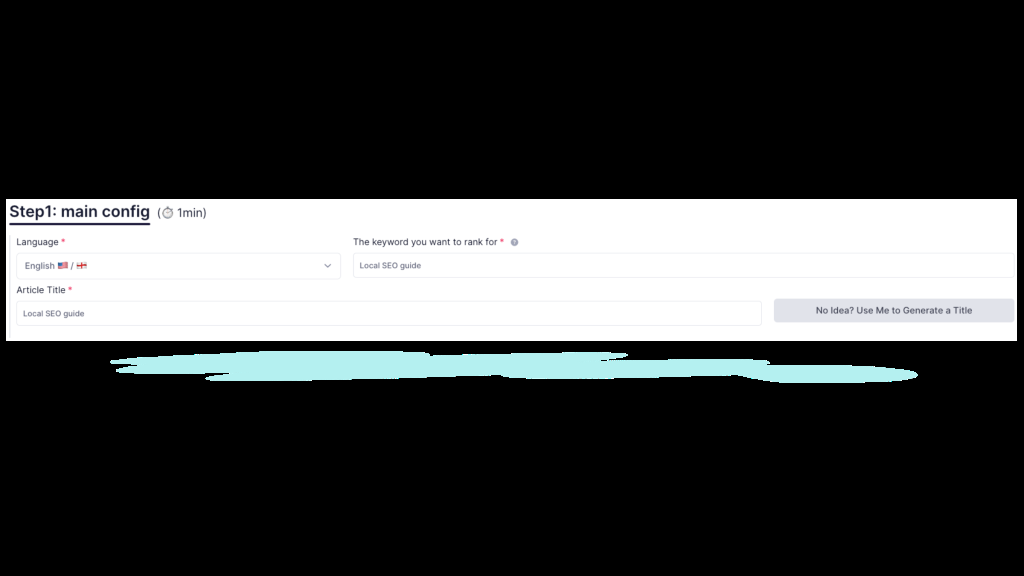 Step1: main config (⏱ 1min)
Language * The keyword you want to rank for * ?
English 🇺🇸 / 🏴󠁧󠁢󠁥󠁮󠁧󠁿 Local SEO guide
Article Title *
Local SEO guide No Idea? Use Me to Generate a Title